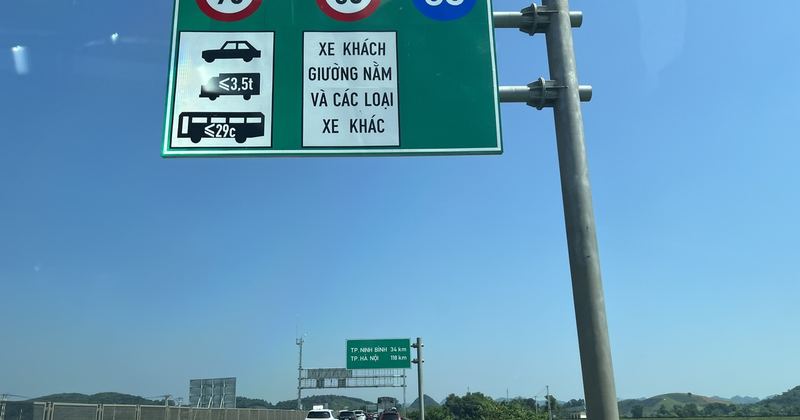 ≤3,5t
≤29c
XE KHÁCH
GIƯỜNG NẰM
VÀ CÁC LOẠI
XE KHÁC
TP.NINH BÌNH 34 km
TP.HÀ NỘI 118 km